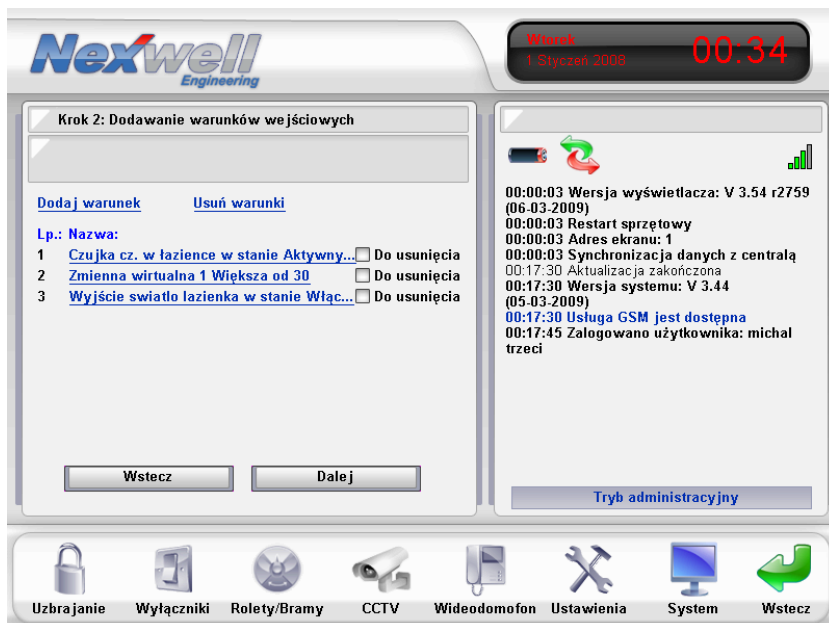 Nexwell
Engineering
Wtorek
1 Styczeń 2008
00:34
Krok 2: Dodawanie warunków wejściowych
Dodaj warunek Usuń warunki
Lp.: Nazwa:
1 Czujka cz. w łazience w stanie Aktywny... Do usunięcia
2 Zmienna wirtualna 1 Większa od 30 Do usunięcia
3 Wyjście swiatlo lazienka w stanie Włąc... Do usunięcia
Wstecz Dalej
00:00:03 Wersja wyświetlacza: V 3.54 r2759
(06-03-2009)
00:00:03 Restart sprzętowy
00:00:03 Adres ekranu: 1
00:00:03 Synchronizacja danych z centralą
00:17:30 Aktualizacja zakończona
00:17:30 Wersja systemu: V 3.44
(05-03-2009)
00:17:30 Usługa GSM jest dostępna
00:17:45 Zalogowano użytkownika: michal
trzeci
Tryb administracyjny
Uzbrajanie Wyłączniki Rolety/Bramy CCTV Wideodomofon Ustawienia System Wstecz